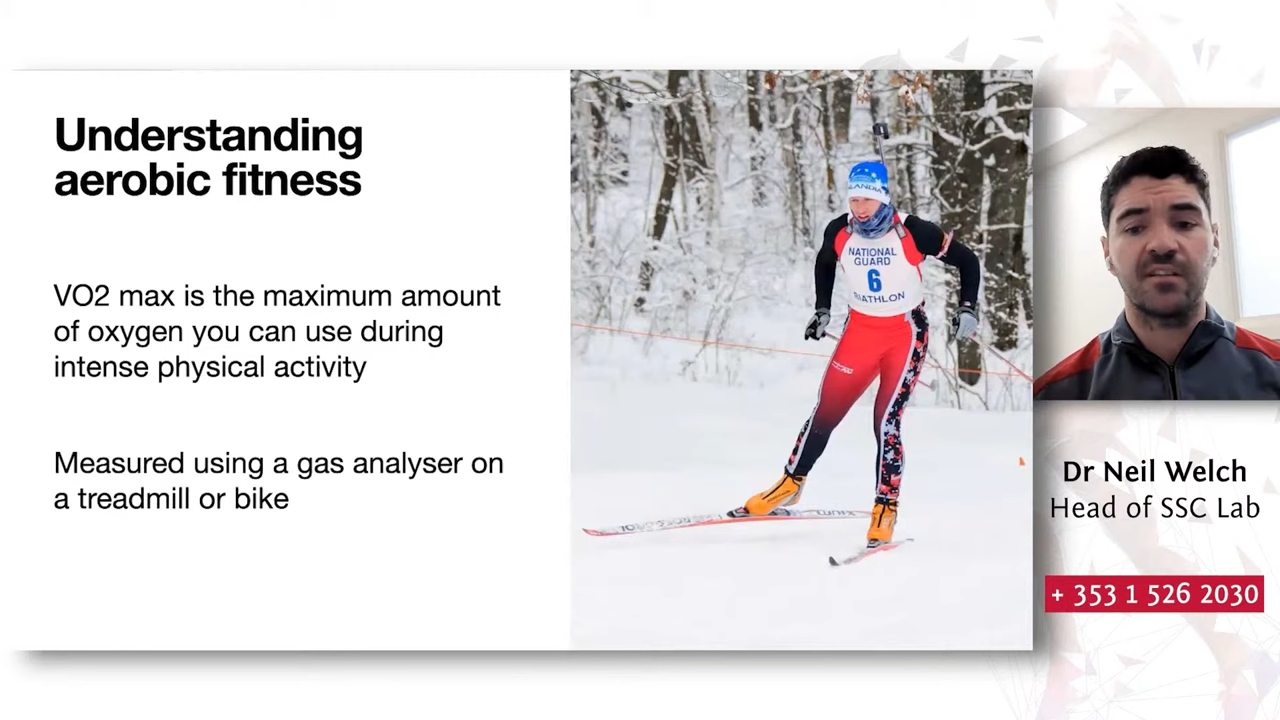 Understanding
aerobic fitness
VO2 max is the maximum amount
of oxygen you can use during
intense physical activity
Measured using a gas analyser on
a treadmill or bike
NATIONAL
GUARD
6
BIATHLON
Dr Neil Welch
Head of SSC Lab
+ 353 1 526 2030